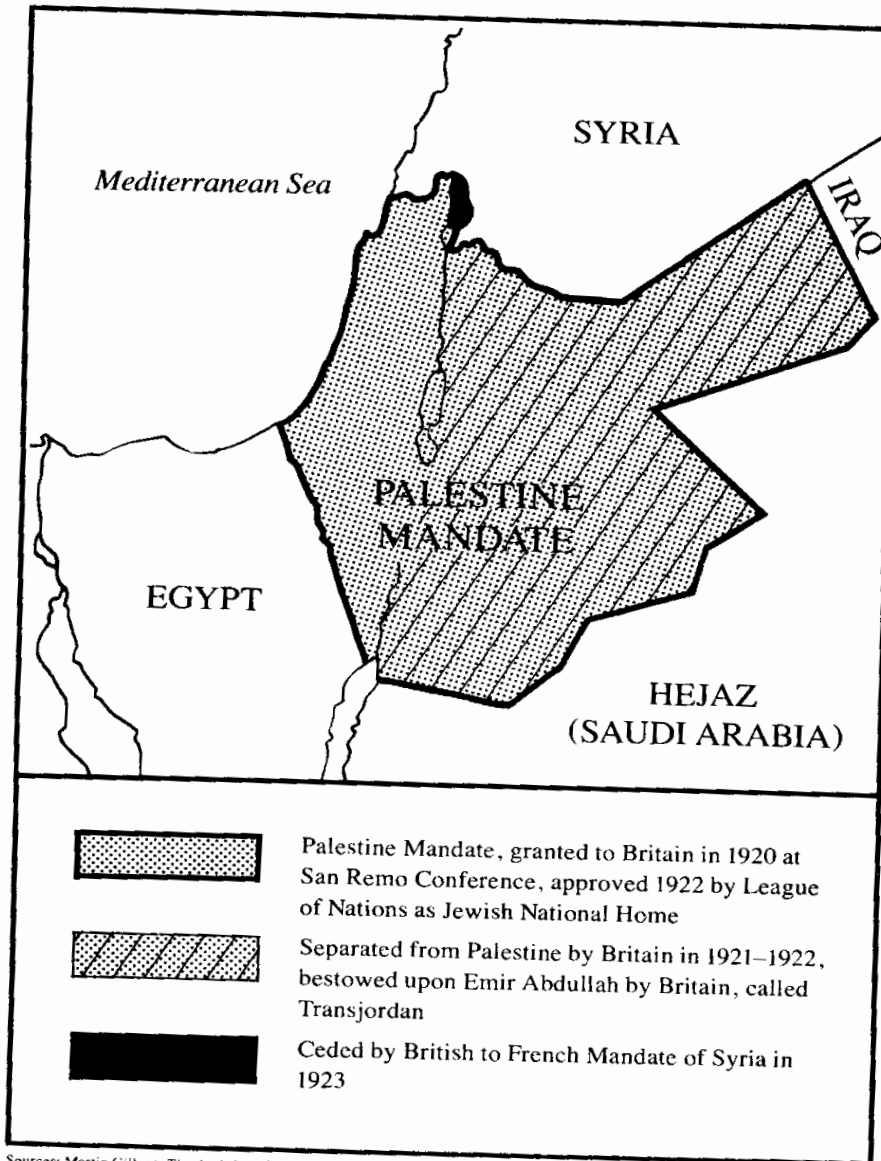 SYRIA
Mediterranean Sea
IRAQ
PALESTINE
MANDATE
EGYPT
HEJAZ
(SAUDI ARABIA)
Palestine Mandate, granted to Britain in 1920 at
San Remo Conference, approved 1922 by League
of Nations as Jewish National Home
Separated from Palestine by Britain in 1921–1922,
bestowed upon Emir Abdullah by Britain, called
Transjordan
Ceded by British to French Mandate of Syria in
1923
Sources: Martin